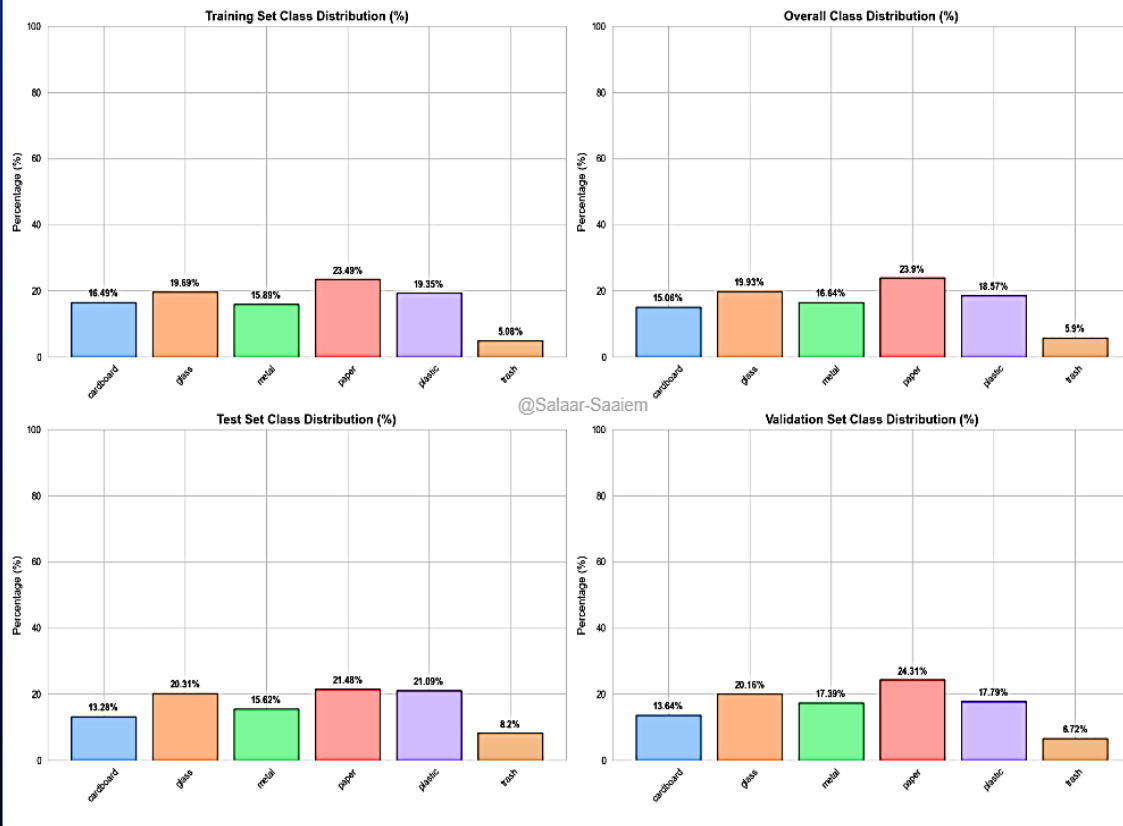 Training Set Class Distribution (%)
Percentage (%)
100
80
60
40
20
0
16.49%
19.69%
15.89%
23.49%
19.35%
5.08%
cardboard
glass
metal
paper
plastic
trash
Overall Class Distribution (%)
Percentage (%)
100
80
60
40
20
0
15.06%
19.93%
16.64%
23.9%
18.57%
5.9%
cardboard
glass
metal
paper
plastic
trash
@Salaar-Saaiem
Test Set Class Distribution (%)
Percentage (%)
100
80
60
40
20
0
13.28%
20.31%
15.62%
21.48%
21.09%
8.2%
cardboard
glass
metal
paper
plastic
trash
Validation Set Class Distribution (%)
Percentage (%)
100
80
60
40
20
0
13.64%
20.16%
17.39%
24.31%
17.79%
6.72%
cardboard
glass
metal
paper
plastic
trash